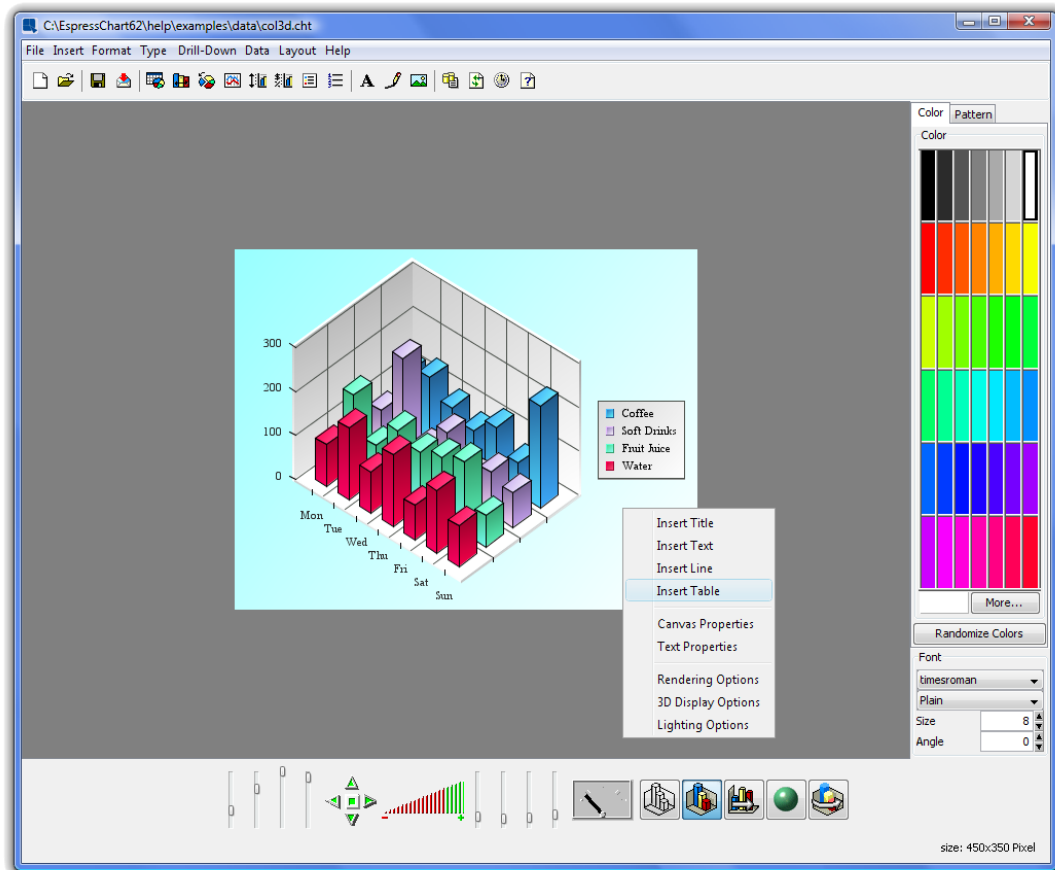 C:\EspressChart62\help\examples\data\col3d.cht
File Insert Format Type Drill-Down Data Layout Help
Color Pattern
Color
300
200
100
0
Mon
Tue
Wed
Thu
Fri
Sat
Sun
Coffee
Soft Drinks
Fruit Juice
Water
Insert Title
Insert Text
Insert Line
Insert Table
Canvas Properties
Text Properties
Rendering Options
3D Display Options
Lighting Options
More...
Randomize Colors
Font
timesroman
Plain
Size 8
Angle 0
size: 450x350 Pixel